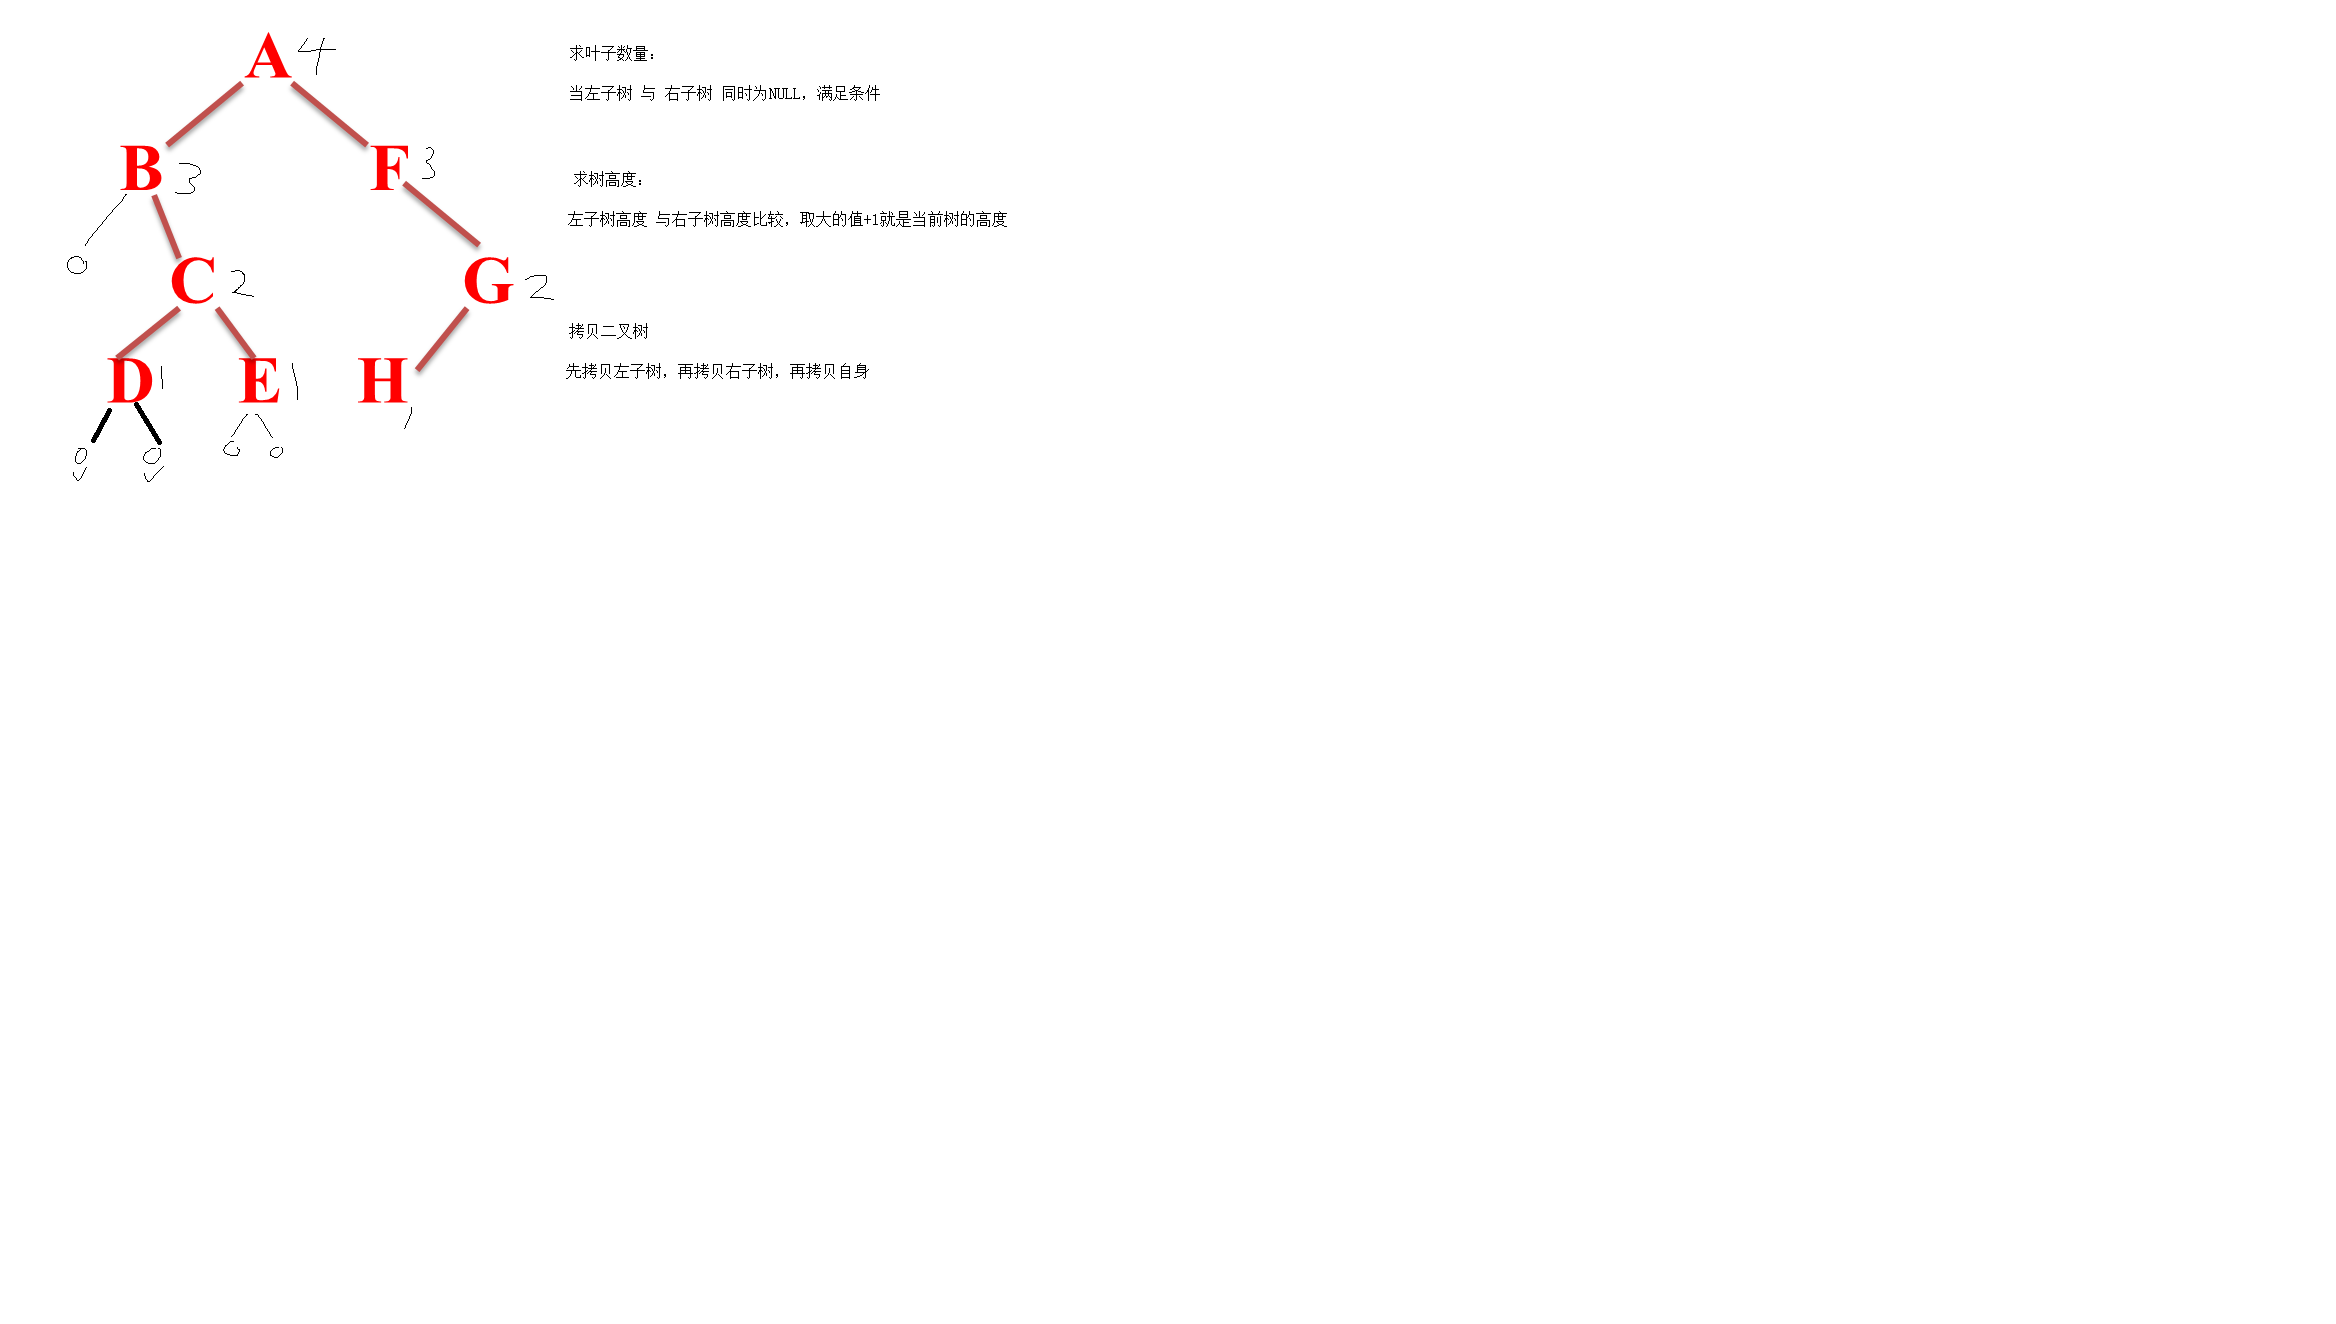 A 4
求叶子数量：
当左子树 与 右子树 同时为NULL，满足条件
B 3
F 3
求树高度：
左子树高度 与右子树高度比较，取大的值+1就是当前树的高度
0
C 2
G 2
拷贝二叉树
先拷贝左子树，再拷贝右子树，再拷贝自身
D 1
E 1
H
1
0 0 0 0